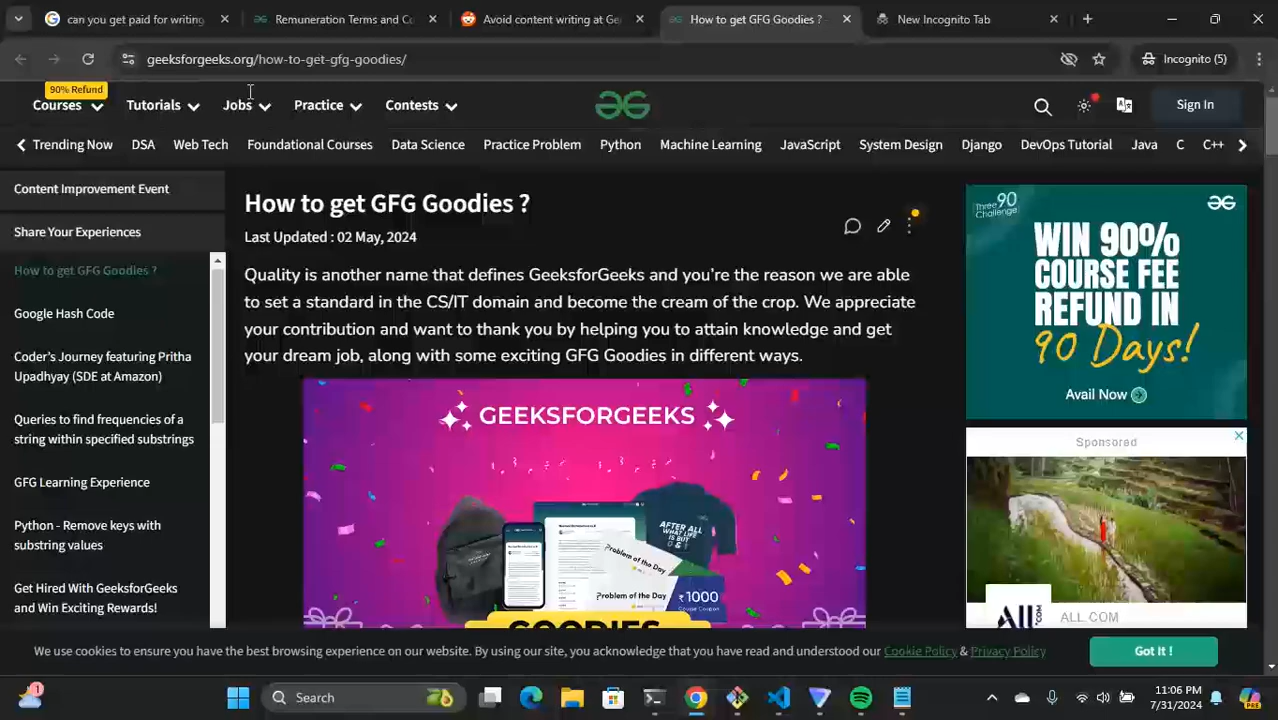 can you get paid for writing
Remuneration Terms and Co
Avoid content writing at Ge
How to get GFG Goodies ?
New Incognito Tab
geeksforgeeks.org/how-to-get-gfg-goodies/
Incognito (5)
90% Refund
Courses
Tutorials
Jobs
Practice
Contests
Sign In
Trending Now
DSA
Web Tech
Foundational Courses
Data Science
Practice Problem
Python
Machine Learning
JavaScript
System Design
Django
DevOps Tutorial
Java
C
C++
Content Improvement Event
Share Your Experiences
How to get GFG Goodies ?
Google Hash Code
Coder's Journey featuring Pritha
Upadhyay (SDE at Amazon)
Queries to find frequencies of a
string within specified substrings
GFG Learning Experience
Python - Remove keys with
substring values
Get Hired With GeeksforGeeks
and Win Exciting Rewards!
How to get GFG Goodies ?
Last Updated : 02 May, 2024
Quality is another name that defines GeeksforGeeks and you're the reason we are able
to set a standard in the CS/IT domain and become the cream of the crop. We appreciate
your contribution and want to thank you by helping you to attain knowledge and get
your dream job, along with some exciting GFG Goodies in different ways.
GEEKSFORGEEKS
AFTER ALL
WHAT LIFE
IS BUT
Problem of the Day
Problem of the Day
₹1000
Course Coupon
GOODIES
Three 90
Challenge
WIN 90%
COURSE FEE
REFUND IN
90 Days!
Avail Now
Sponsored
ALL.COM
ALL.COM
We use cookies to ensure you have the best browsing experience on our website. By using our site, you acknowledge that you have read and understood our Cookie Policy & Privacy Policy
Got It !
1
Search
11:06 PM
7/31/2024
PRE